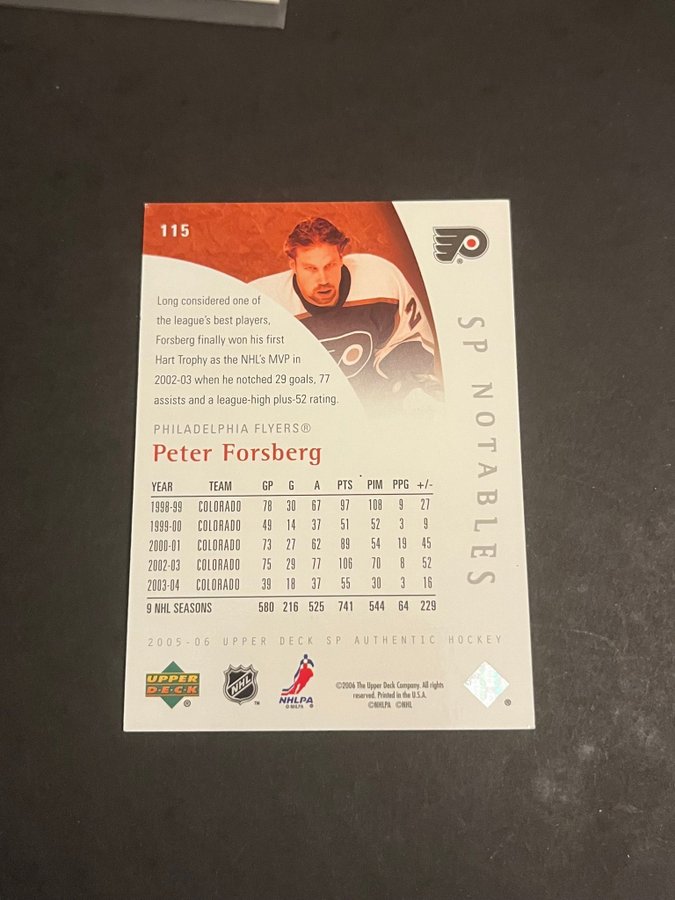 115
Long considered one of
the league's best players,
Forsberg finally won his first
Hart Trophy as the NHL's MVP in
2002-03 when he notched 29 goals, 77
assists and a league-high plus-52 rating.
PHILADELPHIA FLYERS®
Peter Forsberg
YEAR TEAM GP G A PTS PIM PPG +/-
1998-99 COLORADO 78 30 67 97 108 9 27
1999-00 COLORADO 49 14 37 51 52 3 9
2000-01 COLORADO 73 27 62 89 54 19 45
2002-03 COLORADO 75 29 77 106 70 8 52
2003-04 COLORADO 39 18 37 55 30 3 16
9 NHL SEASONS 580 216 525 741 544 64 229
2005-06 UPPER DECK SP AUTHENTIC HOCKEY
SP NOTABLES
2
®
UPPER
DECK
®
NHL
TM
NHLPA
© NHLPA
©2006 The Upper Deck Company. All rights
reserved. Printed in the U.S.A.
©NHLPA ©NHL
®